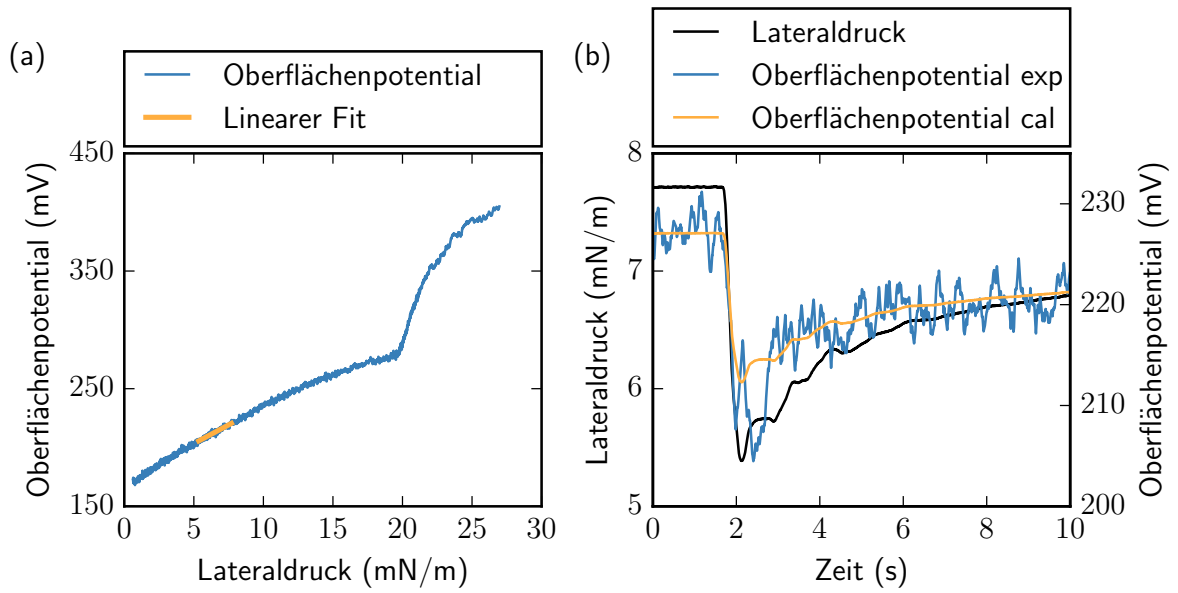 (a)
Oberflächenpotential
Linearer Fit
450
350
250
150
0 5 10 15 20 25 30
Oberflächenpotential (mV)
Lateraldruck (mN/m)
(b)
Lateraldruck
Oberflächenpotential exp
Oberflächenpotential cal
8
7
6
5
Lateraldruck (mN/m)
230
220
210
200
Oberflächenpotential (mV)
0 2 4 6 8 10
Zeit (s)